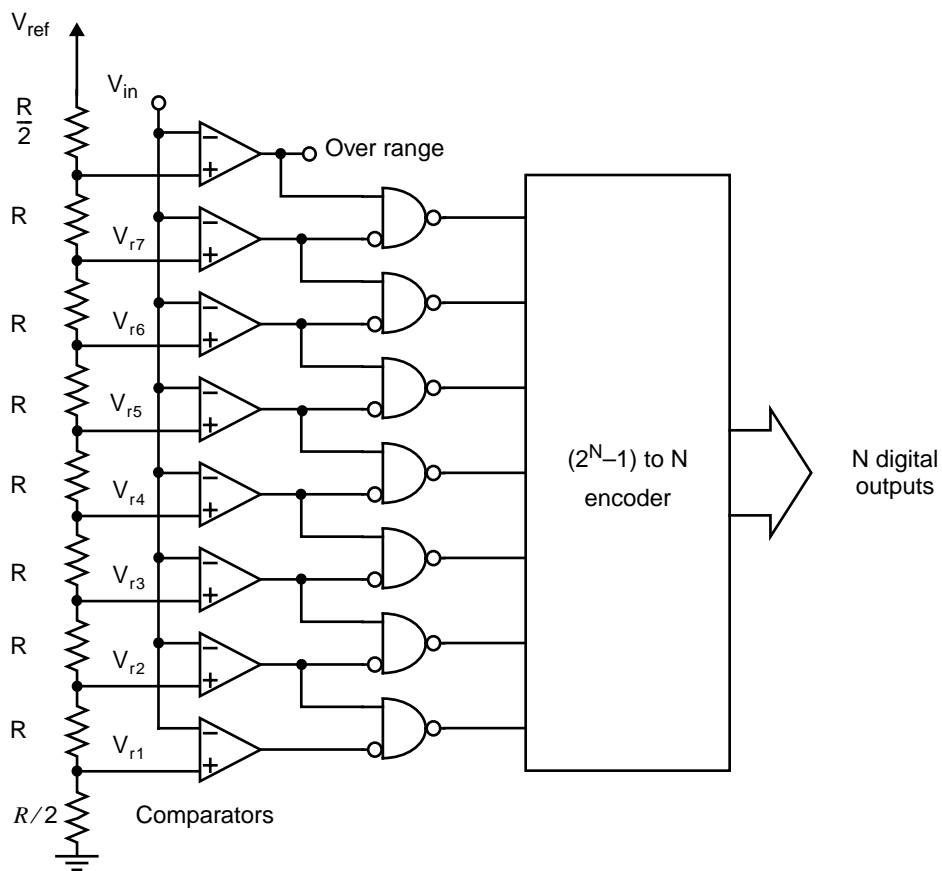 V_ref
V_in
R
2
Over range
R
V_r7
R
V_r6
R
V_r5
R
V_r4
R
V_r3
R
V_r2
R
V_r1
R/2
Comparators
(2^N–1) to N
encoder
N digital
outputs